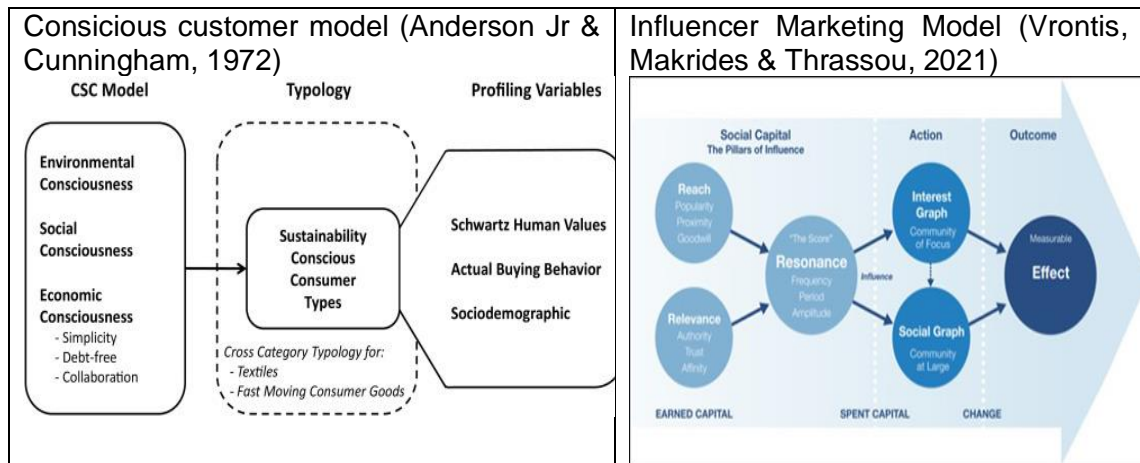 Consicious customer model (Anderson Jr &
Cunningham, 1972)
CSC Model
Typology
Profiling Variables
Environmental
Consciousness
Social
Consciousness
Economic
Consciousness
- Simplicity
- Debt-free
- Collaboration
Sustainability
Conscious
Consumer
Types
Cross Category Typology for:
- Textiles
- Fast Moving Consumer Goods
Schwartz Human Values
Actual Buying Behavior
Sociodemographic
Influencer Marketing Model (Vrontis,
Makrides & Thrassou, 2021)
Social Capital
The Pillars of Influence
Action
Outcome
Reach
Popularity
Proximity
Goodwill
Relevance
Authority
Trust
Affinity
"The Score"
Resonance
Frequency
Period
Amplitude
Influence
Interest
Graph
Community
of Focus
Social Graph
Community
at Large
Measurable
Effect
EARNED CAPITAL
SPENT CAPITAL
CHANGE